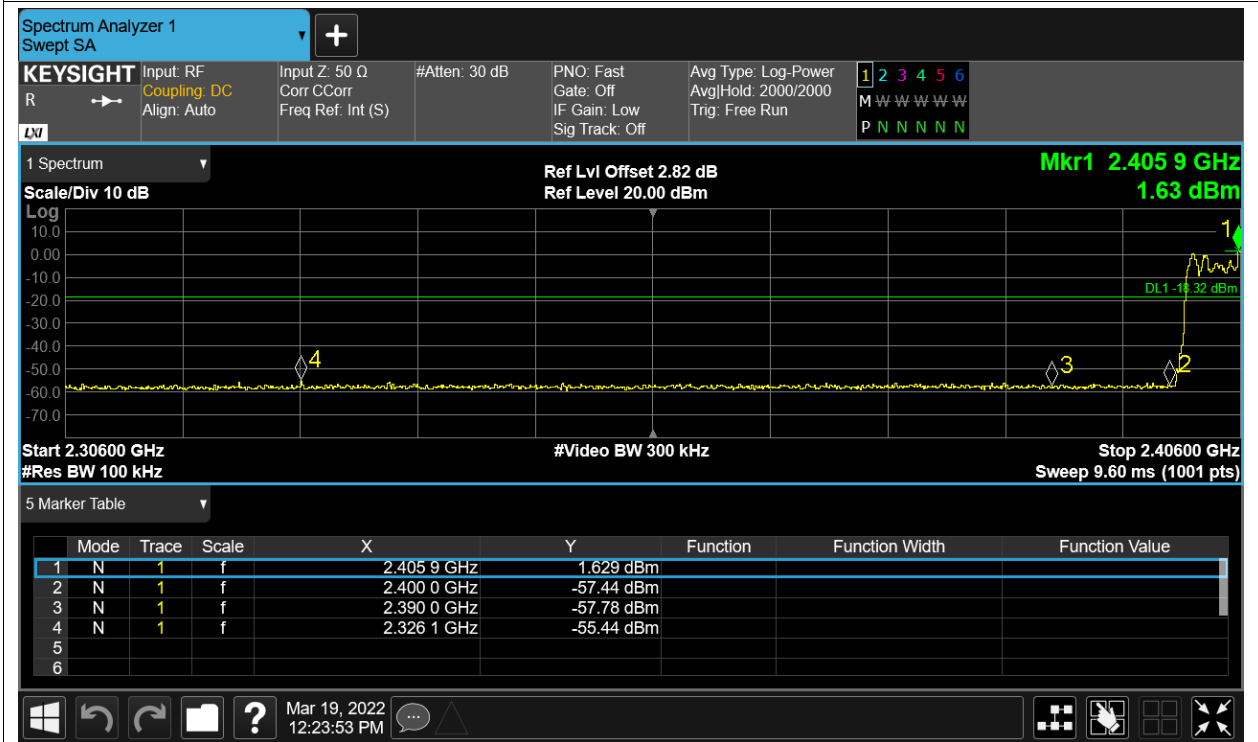 Spectrum Analyzer 1
Swept SA
+
KEYSIGHT Input: RF Input Z: 50 Ω #Atten: 30 dB PNO: Fast Avg Type: Log-Power 1 2 3 4 5 6
R Coupling: DC Corr CCorr Gate: Off Avg|Hold: 2000/2000 M W W W W W W
Align: Auto Freq Ref: Int (S) IF Gain: Low Trig: Free Run
LXI Sig Track: Off P N N N N N N
1 Spectrum Ref Lvl Offset 2.82 dB Mkr1 2.405 9 GHz
Scale/Div 10 dB Ref Level 20.00 dBm 1.63 dBm
Log
10.0 1
0.00
-10.0
DL1 -18.32 dBm
-20.0
-30.0
-40.0
4 3 2
-50.0
-60.0
-70.0
Start 2.30600 GHz #Video BW 300 kHz Stop 2.40600 GHz
#Res BW 100 kHz Sweep 9.60 ms (1001 pts)
5 Marker Table
Mode Trace Scale X Y Function Function Width Function Value
1 N 1 f 2.405 9 GHz 1.629 dBm
2 N 1 f 2.400 0 GHz -57.44 dBm
3 N 1 f 2.390 0 GHz -57.78 dBm
4 N 1 f 2.326 1 GHz -55.44 dBm
5
6
? Mar 19, 2022
12:23:53 PM